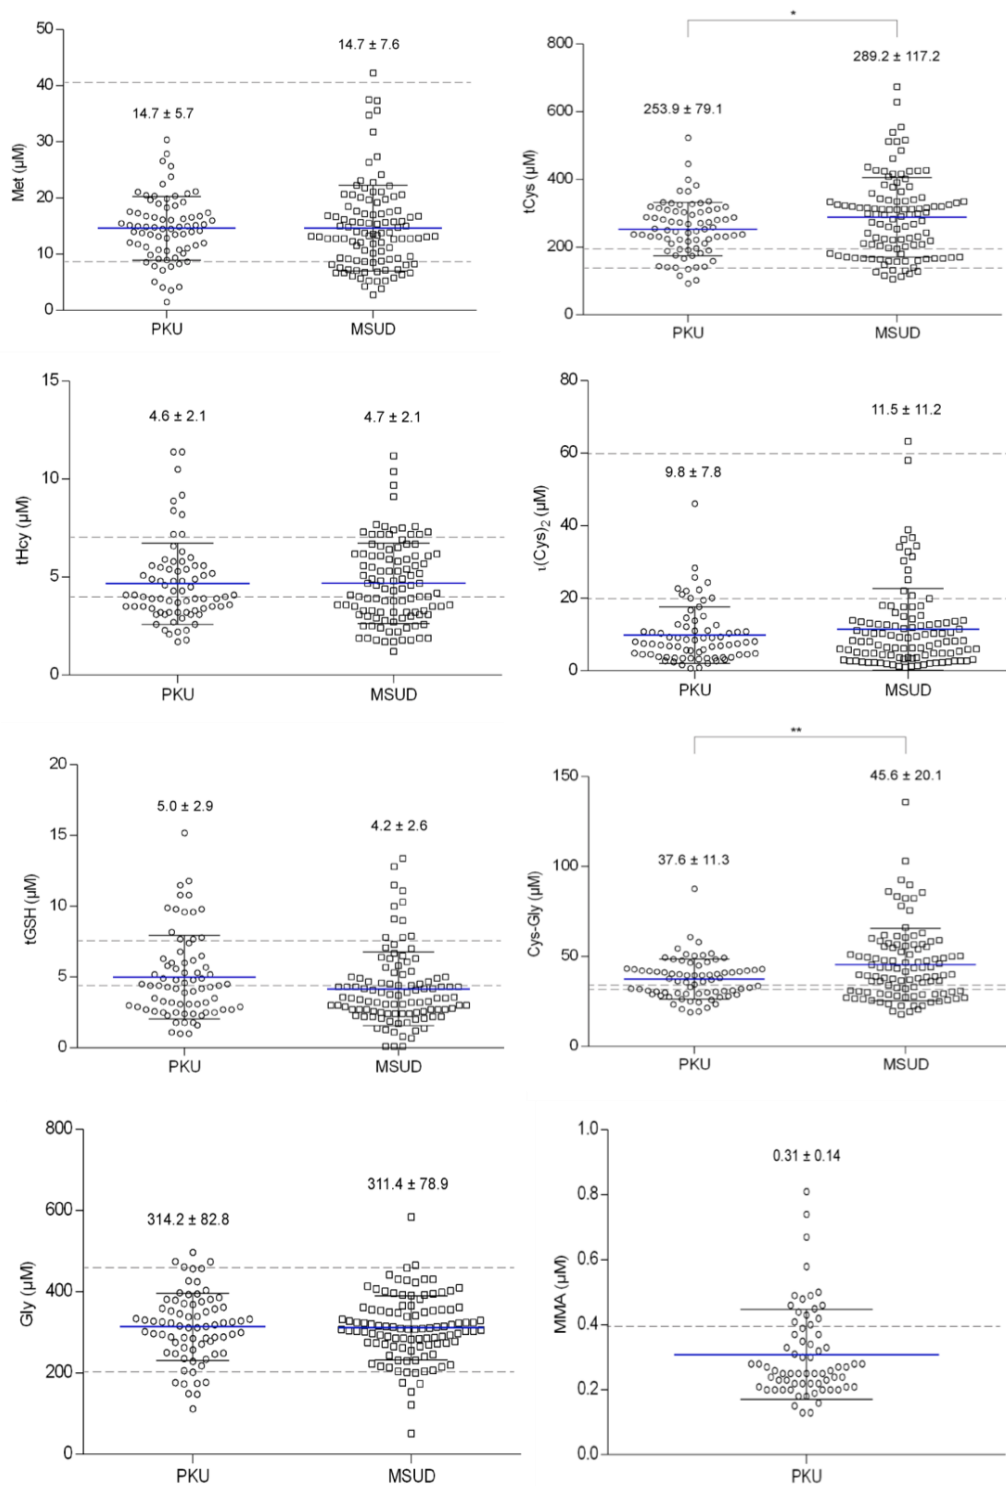 Met (µM)
50
40
30
20
10
0
14.7 ± 5.7
14.7 ± 7.6
PKU
MSUD
*
tCys (µM)
800
600
400
200
0
253.9 ± 79.1
289.2 ± 117.2
PKU
MSUD
tHcy (µM)
15
10
5
0
4.6 ± 2.1
4.7 ± 2.1
PKU
MSUD
ι(Cys)2 (µM)
80
60
40
20
0
9.8 ± 7.8
11.5 ± 11.2
PKU
MSUD
tGSH (µM)
20
15
10
5
0
5.0 ± 2.9
4.2 ± 2.6
PKU
MSUD
**
Cys-Gly (µM)
150
100
50
0
37.6 ± 11.3
45.6 ± 20.1
PKU
MSUD
Gly (µM)
800
600
400
200
0
314.2 ± 82.8
311.4 ± 78.9
PKU
MSUD
MMA (µM)
1.0
0.8
0.6
0.4
0.2
0.0
0.31 ± 0.14
PKU